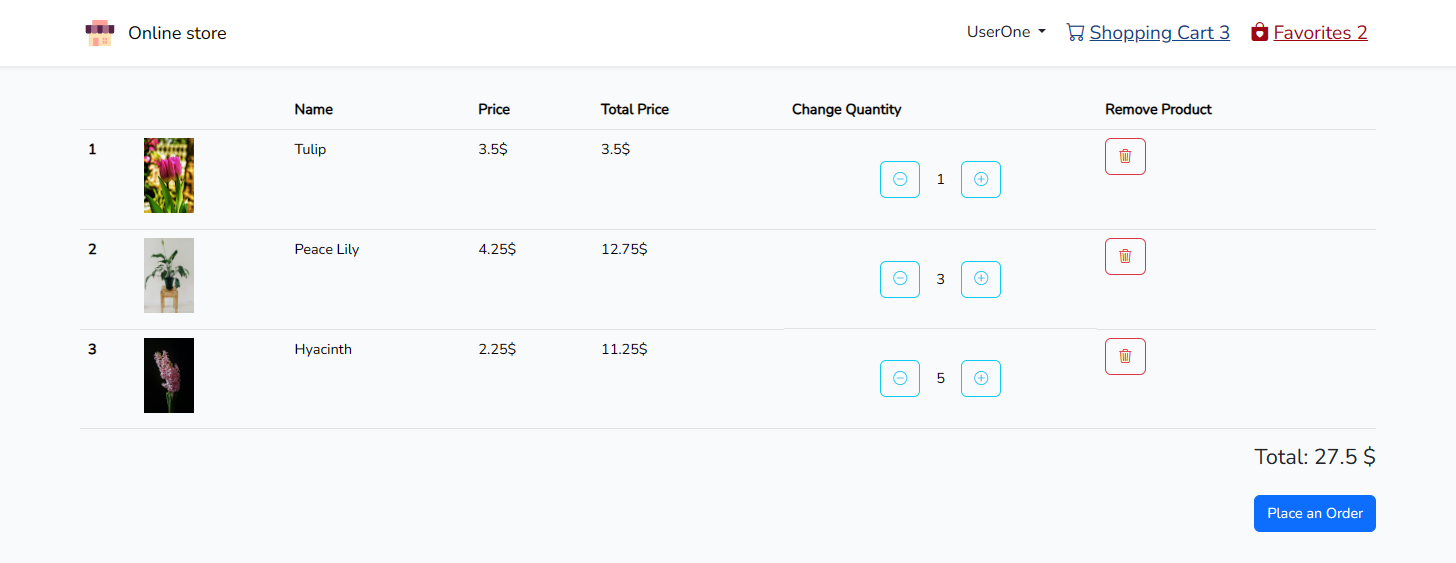 Online store
UserOne
Shopping Cart 3
Favorites 2
Name Price Total Price Change Quantity Remove Product
1 Tulip 3.5$ 3.5$ 1
2 Peace Lily 4.25$ 12.75$ 3
3 Hyacinth 2.25$ 11.25$ 5
Total: 27.5 $
Place an Order